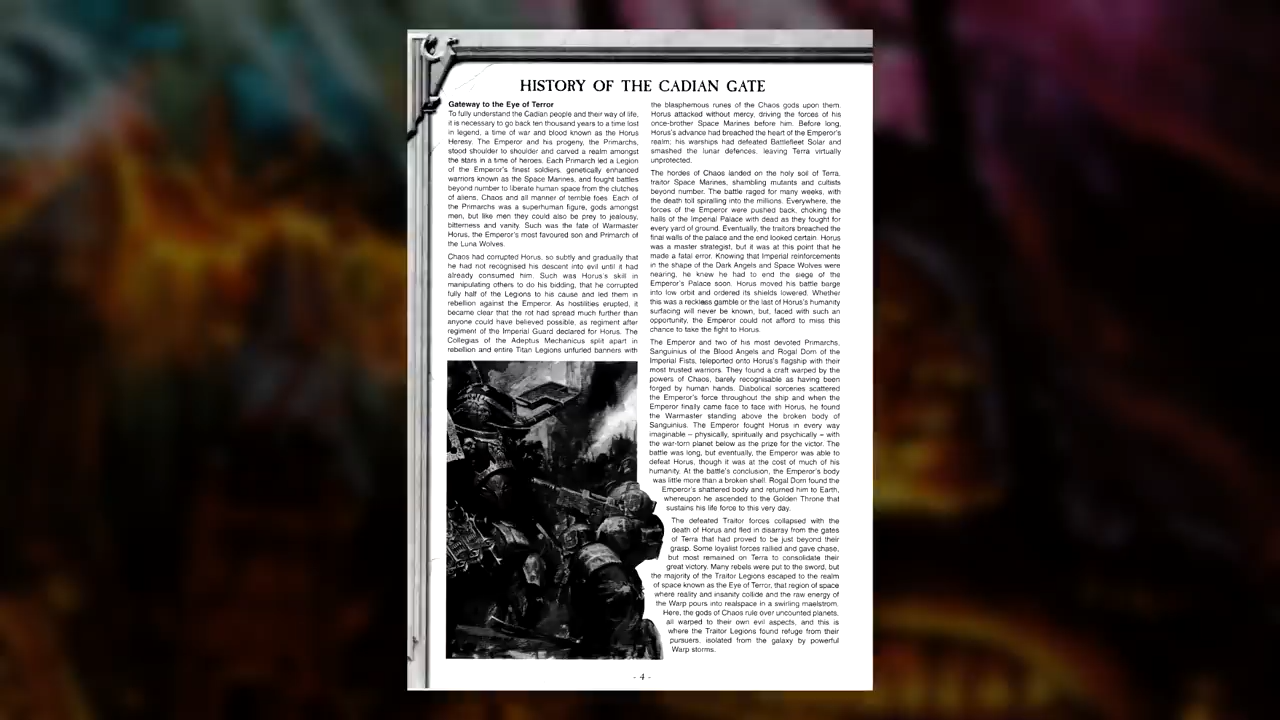 HISTORY OF THE CADIAN GATE
Gateway to the Eye of Terror
To fully understand the Cadian people and their way of life,
it is necessary to go back ten thousand years to a time lost
in legend, a time of war and blood known as the Horus
Heresy. The Emperor and his progeny, the Primarchs,
stood shoulder to shoulder and carved a realm amongst
the stars in a time of heroes. Each Primarch led a Legion
of the Emperor's finest soldiers, genetically enhanced
warriors known as the Space Marines, and fought battles
beyond number to liberate human space from the clutches
of aliens, Chaos and all manner of terrible foes. Each of
the Primarchs was a superhuman figure, gods amongst
men, but like men they could also be prey to jealousy,
bitterness and vanity. Such was the fate of Warmaster
Horus, the Emperor's most favoured son and Primarch of
the Luna Wolves.
Chaos had corrupted Horus, so subtly and gradually that
he had not recognised his descent into evil until it had
already consumed him. Such was Horus's skill in
manipulating others to do his bidding, that he corrupted
fully half of the Legions to his cause and led them in
rebellion against the Emperor. As hostilities erupted, it
became clear that the rot had spread much further than
anyone could have believed possible, as regiment after
regiment of the Imperial Guard declared for Horus. The
Collegias of the Adeptus Mechanicus split apart in
rebellion and entire Titan Legions unfurled banners with
the blasphemous runes of the Chaos gods upon them.
Horus attacked without mercy, driving the forces of his
once-brother Space Marines before him. Before long,
Horus's advance had breached the heart of the Emperor's
realm; his warships had defeated Battlefleet Solar and
smashed the lunar defences, leaving Terra virtually
unprotected.
The hordes of Chaos landed on the holy soil of Terra,
traitor Space Marines, shambling mutants and cultists
beyond number. The battle raged for many weeks, with
the death toll spiralling into the millions. Everywhere, the
forces of the Emperor were pushed back, choking the
halls of the Imperial Palace with dead as they fought for
every yard of ground. Eventually, the traitors breached the
final walls of the palace and the end looked certain. Horus
was a master strategist, but it was at this point that he
made a fatal error. Knowing that Imperial reinforcements
in the shape of the Dark Angels and Space Wolves were
nearing, he knew he had to end the siege of the
Emperor's Palace soon. Horus moved his battle barge
into low orbit and ordered its shields lowered. Whether
this was a reckless gamble or the last of Horus's humanity
surfacing will never be known, but, faced with such an
opportunity, the Emperor could not afford to miss this
chance to take the fight to Horus.
The Emperor and two of his most devoted Primarchs,
Sanguinius of the Blood Angels and Rogal Dorn of the
Imperial Fists, teleported onto Horus's flagship with their
most trusted warriors. They found a craft warped by the
powers of Chaos, barely recognisable as having been
forged by human hands. Diabolical sorceries scattered
the Emperor's force throughout the ship and when the
Emperor finally came face to face with Horus, he found
the Warmaster standing above the broken body of
Sanguinius. The Emperor fought Horus in every way
imaginable – physically, spiritually and psychically – with
the war-torn planet below as the prize for the victor. The
battle was long, but eventually, the Emperor was able to
defeat Horus, though it was at the cost of much of his
humanity. At the battle's conclusion, the Emperor's body
was little more than a broken shell. Rogal Dorn found the
Emperor's shattered body and returned him to Earth,
whereupon he ascended to the Golden Throne that
sustains his life force to this very day.
The defeated Traitor forces collapsed with the
death of Horus and fled in disarray from the gates
of Terra that had proved to be just beyond their
grasp. Some loyalist forces rallied and gave chase,
but most remained on Terra to consolidate their
great victory. Many rebels were put to the sword, but
the majority of the Traitor Legions escaped to the realm
of space known as the Eye of Terror, that region of space
where reality and insanity collide and the raw energy of
the Warp pours into realspace in a swirling maelstrom.
Here, the gods of Chaos rule over uncounted planets,
all warped to their own evil aspects, and this is
where the Traitor Legions found refuge from their
pursuers, isolated from the galaxy by powerful
Warp storms.
- 4 -